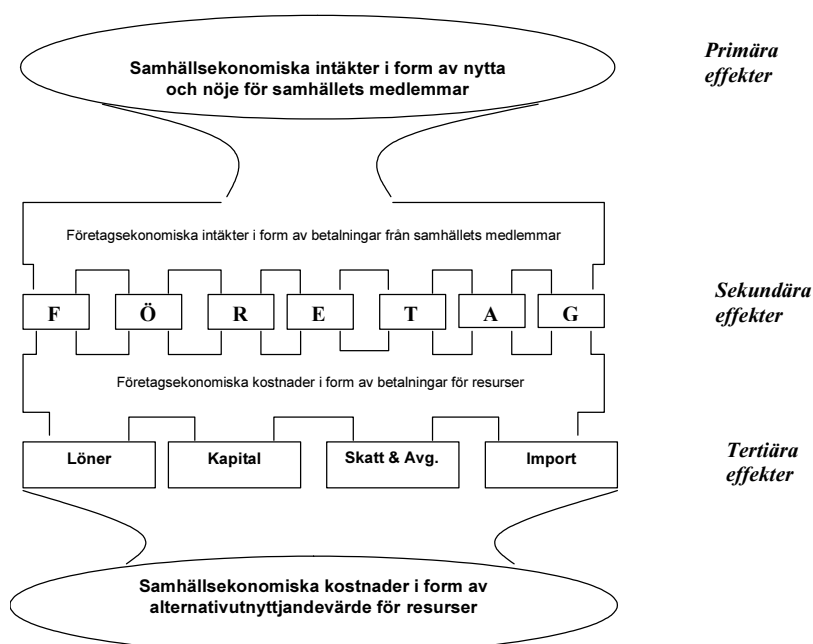 Samhällsekonomiska intäkter i form av nytta
och nöje för samhällets medlemmar
Primära
effekter
Företagsekonomiska intäkter i form av betalningar från samhällets medlemmar
F Ö R E T A G
Sekundära
effekter
Företagsekonomiska kostnader i form av betalningar för resurser
Löner Kapital Skatt & Avg. Import
Tertiära
effekter
Samhällsekonomiska kostnader i form av
alternativutnyttjandevärde för resurser